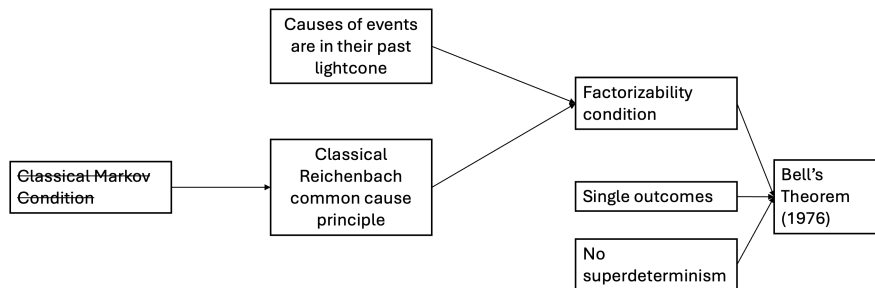 Causes of events
are in their past
lightcone
Factorizability
condition
Classical
Reichenbach
common cause
principle
Classical Markov
Condition
Bell's
Theorem
(1976)
Single outcomes
No
superdeterminism